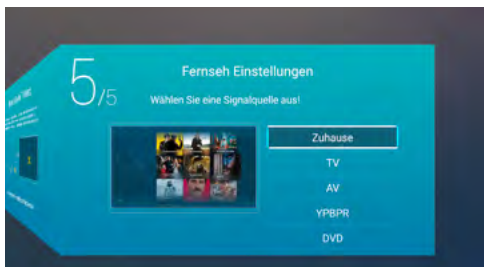 5/5
Fernseh Einstellungen
Wählen Sie eine Signalquelle aus!
Zuhause
TV
AV
YPBPR
DVD